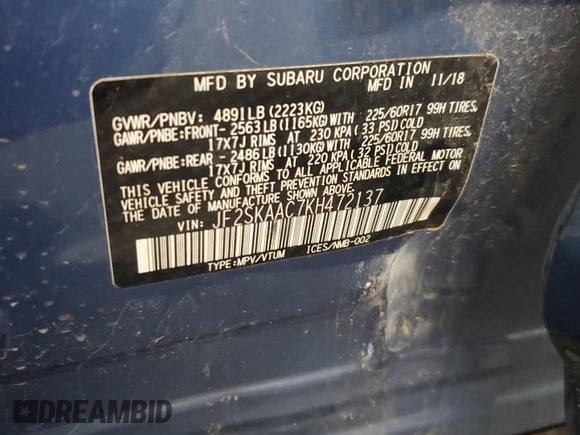 MFD BY SUBARU CORPORATION
MFD IN 11/18
GVWR/PNBV: 4891LB (2223KG)
GAWR/PNBE:FRONT- 2563LB (1165KG) WITH 225/60R17 99H TIRES,
17X7J RIMS AT 230 KPA (33 PSI) COLD
GAWR/PNBE:REAR - 2486LB (1130KG) WITH 225/60R17 99H TIRES,
17X7J RIMS AT 220 KPA (32 PSI) COLD
THIS VEHICLE CONFORMS TO ALL APPLICABLE FEDERAL MOTOR
VEHICLE SAFETY AND THEFT PREVENTION STANDARDS IN EFFECT ON
THE DATE OF MANUFACTURE SHOWN ABOVE.
VIN: JF2SKAAC7KH472137
TYPE:MPV/VTUM ICES/NMB-002
DREAMBID